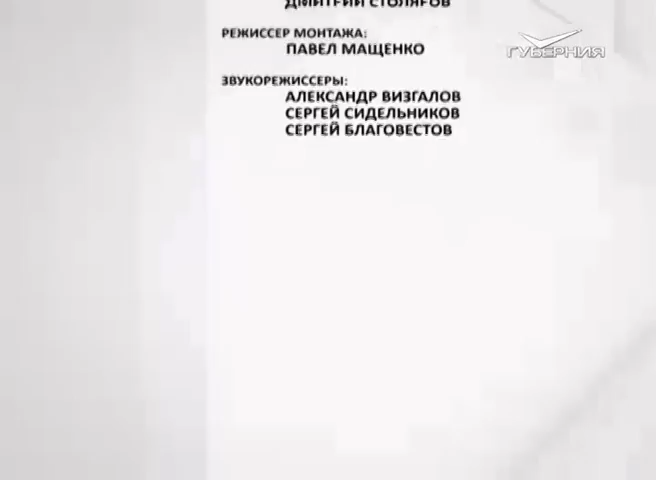 ДМИТРИЙ СТОЛЯРОВ
РЕЖИССЕР МОНТАЖА:
ПАВЕЛ МАЩЕНКО
ЗВУКОРЕЖИССЕРЫ:
АЛЕКСАНДР ВИЗГАЛОВ
СЕРГЕЙ СИДЕЛЬНИКОВ
СЕРГЕЙ БЛАГОВЕСТОВ
ГУБЕРНИЯ